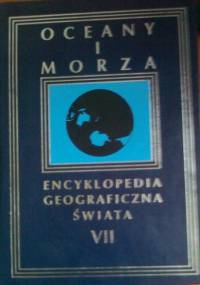 OCEANY
I
MORZA
ENCYKLOPEDIA
GEOGRAFICZNA
ŚWIATA
VII